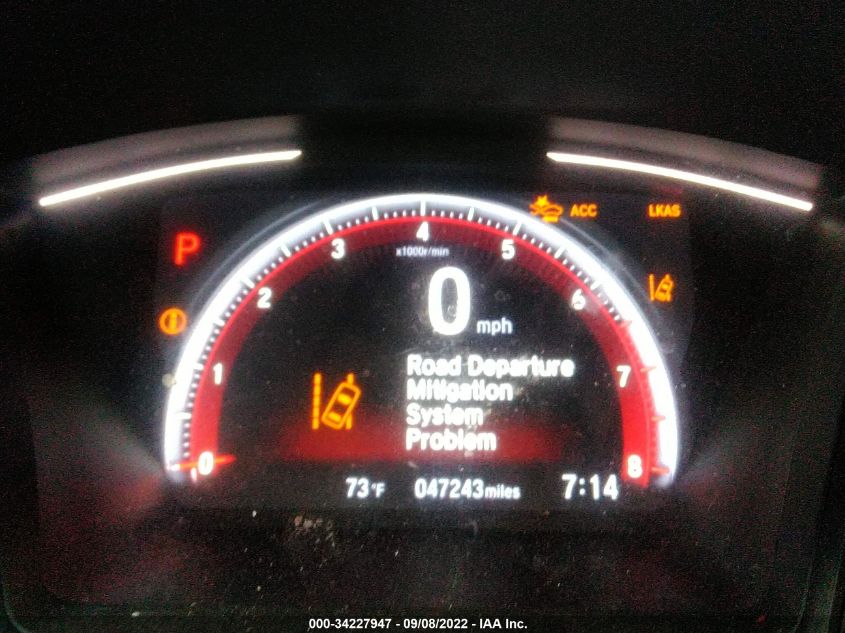 P
ACC
LKAS
4
3
5
x1000r/min
2
6
0 mph
1
7
Road Departure
Mitigation
System
Problem
0
8
73°F
047243miles
7:14
000-34227947 - 09/08/2022 - IAA Inc.